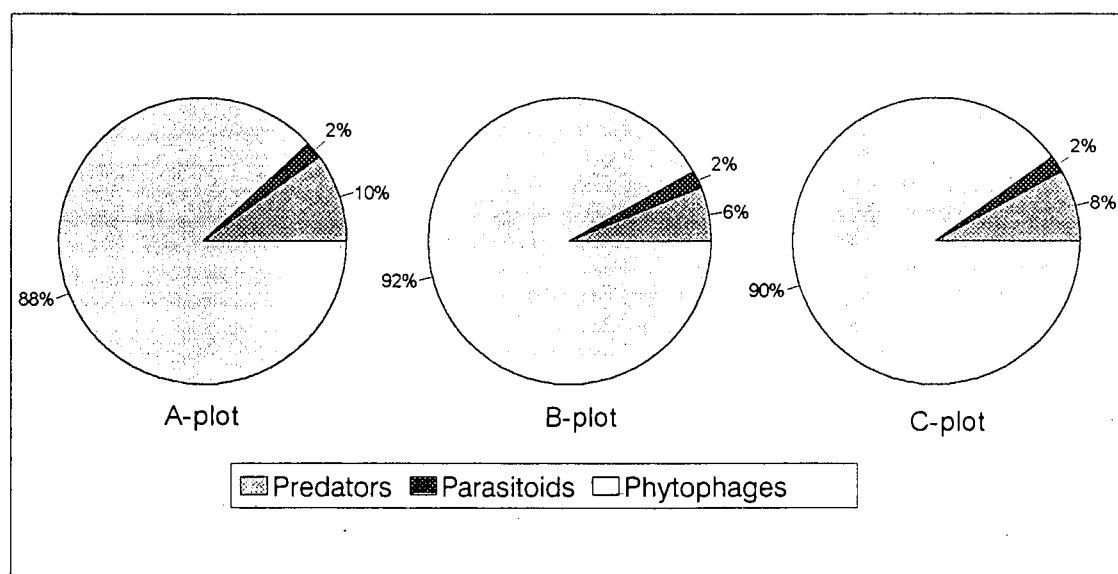 2%
10%
88%
A-plot
2%
6%
92%
B-plot
2%
8%
90%
C-plot
Predators Parasitoids Phytophages